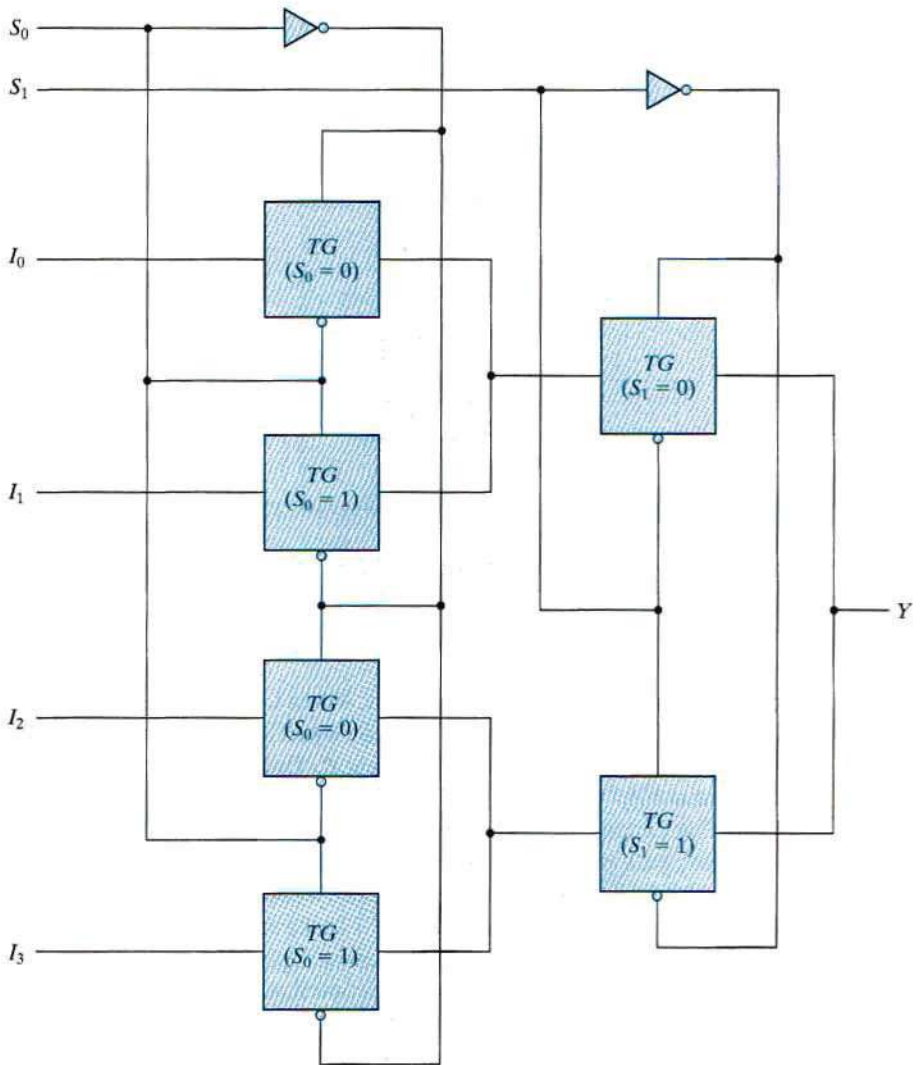 S₀
S₁
TG
(S₀ = 0)
I₀
TG
(S₁ = 0)
TG
(S₀ = 1)
I₁
Y
TG
(S₀ = 0)
I₂
TG
(S₁ = 1)
TG
(S₀ = 1)
I₃